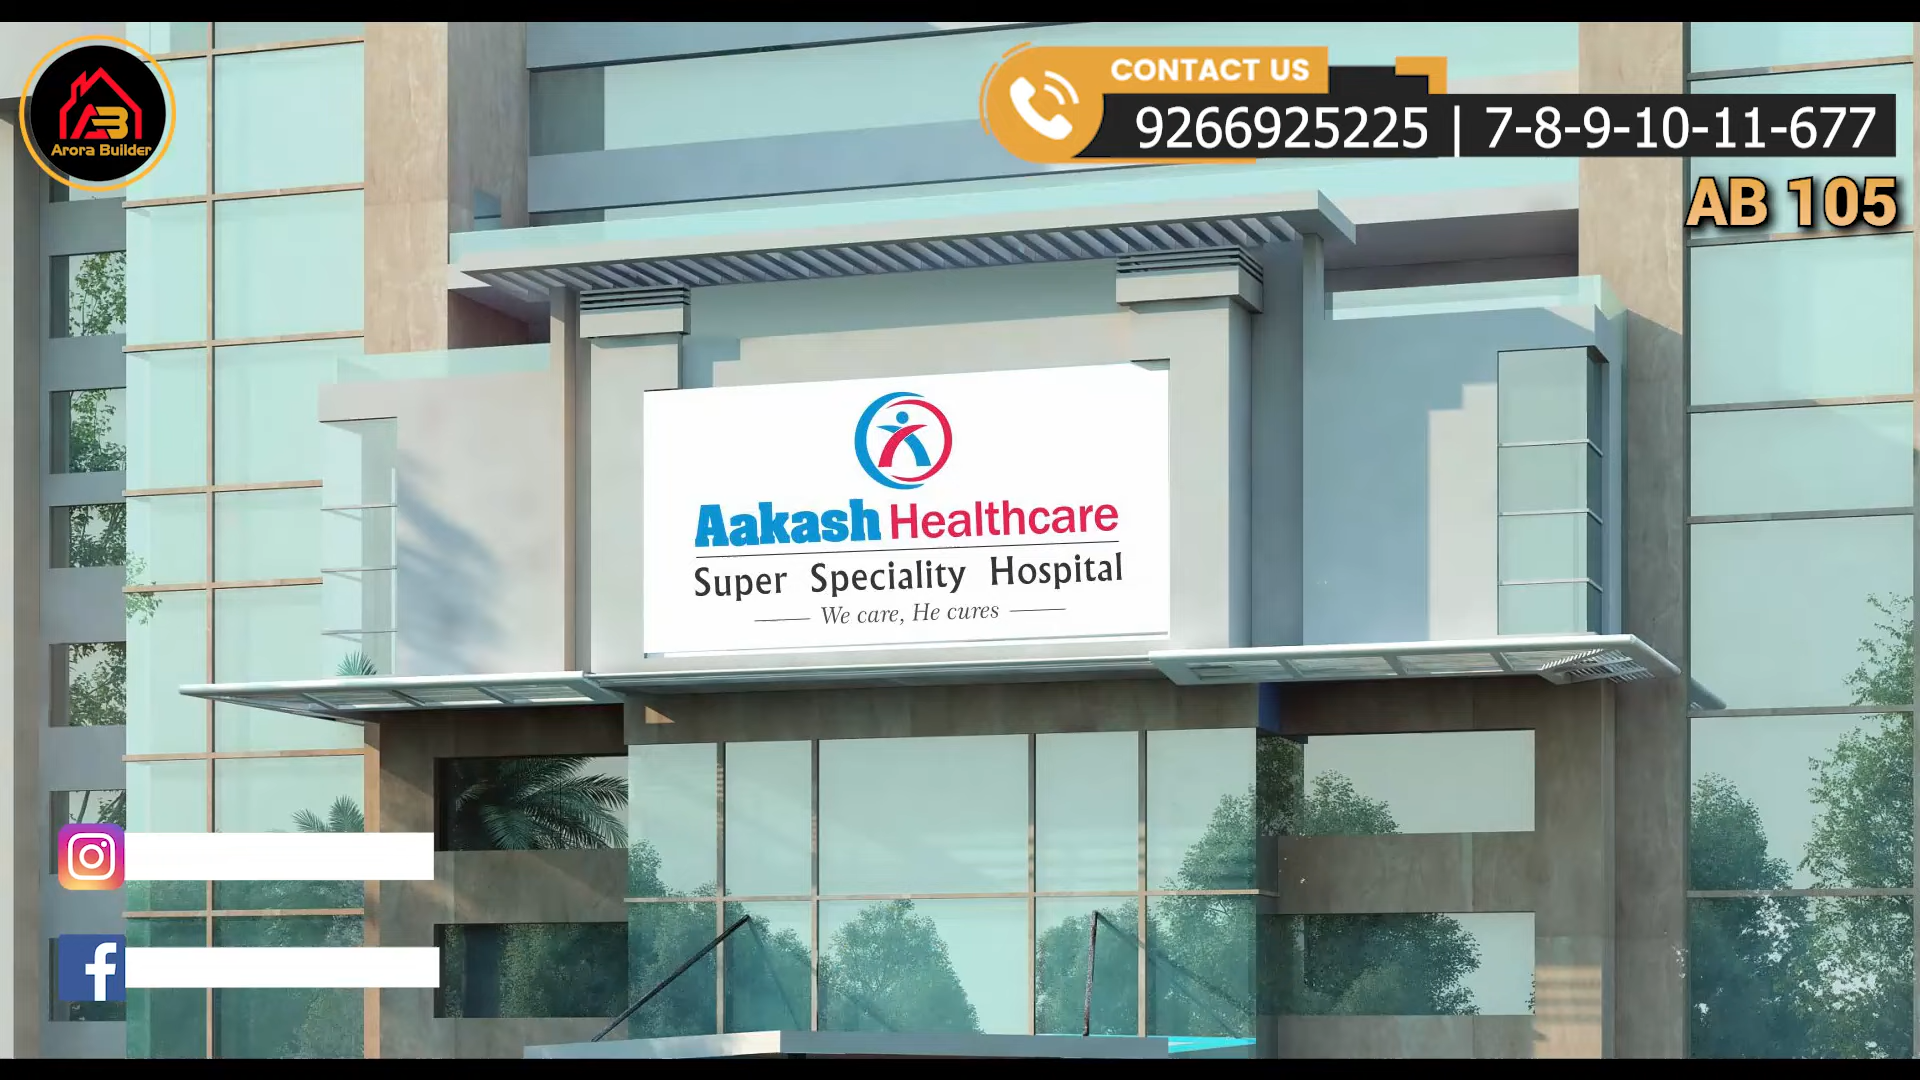 Arora Builder
CONTACT US
9266925225 | 7-8-9-10-11-677
AB 105
Aakash Healthcare
Super Speciality Hospital
We care, He cures